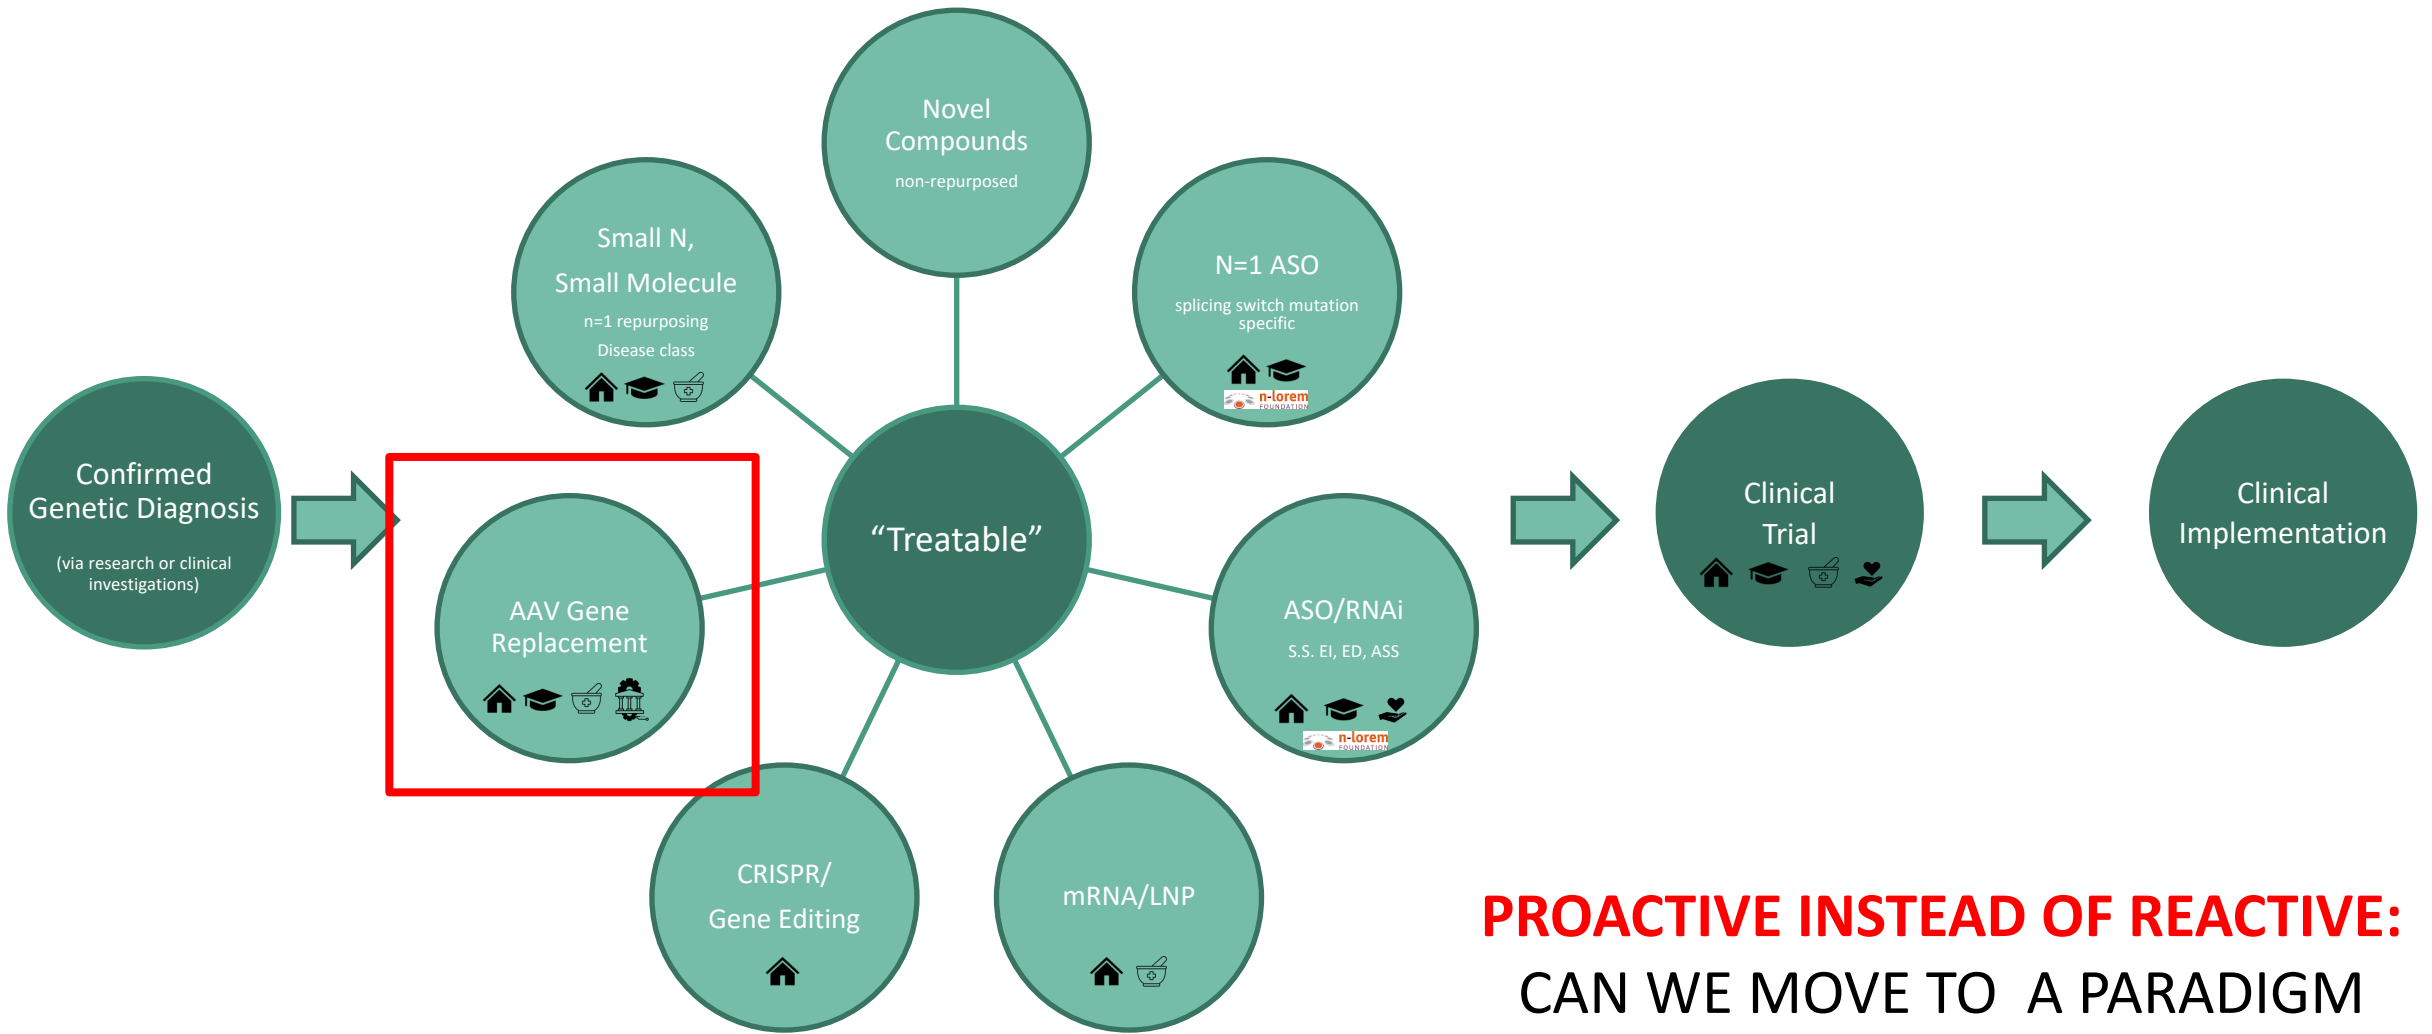 Novel
Compounds
non-repurposed
Small N,
Small Molecule
n=1 repurposing
Disease class
N=1 ASO
splicing switch mutation
specific
n-lorem
FOUNDATION
Confirmed
Genetic Diagnosis
(via research or clinical
investigations)
“Treatable”
AAV Gene
Replacement
ASO/RNAi
S.S. EI, ED, ASS
n-lorem
FOUNDATION
Clinical
Trial
Clinical
Implementation
CRISPR/
Gene Editing
mRNA/LNP
PROACTIVE INSTEAD OF REACTIVE:
CAN WE MOVE TO A PARADIGM